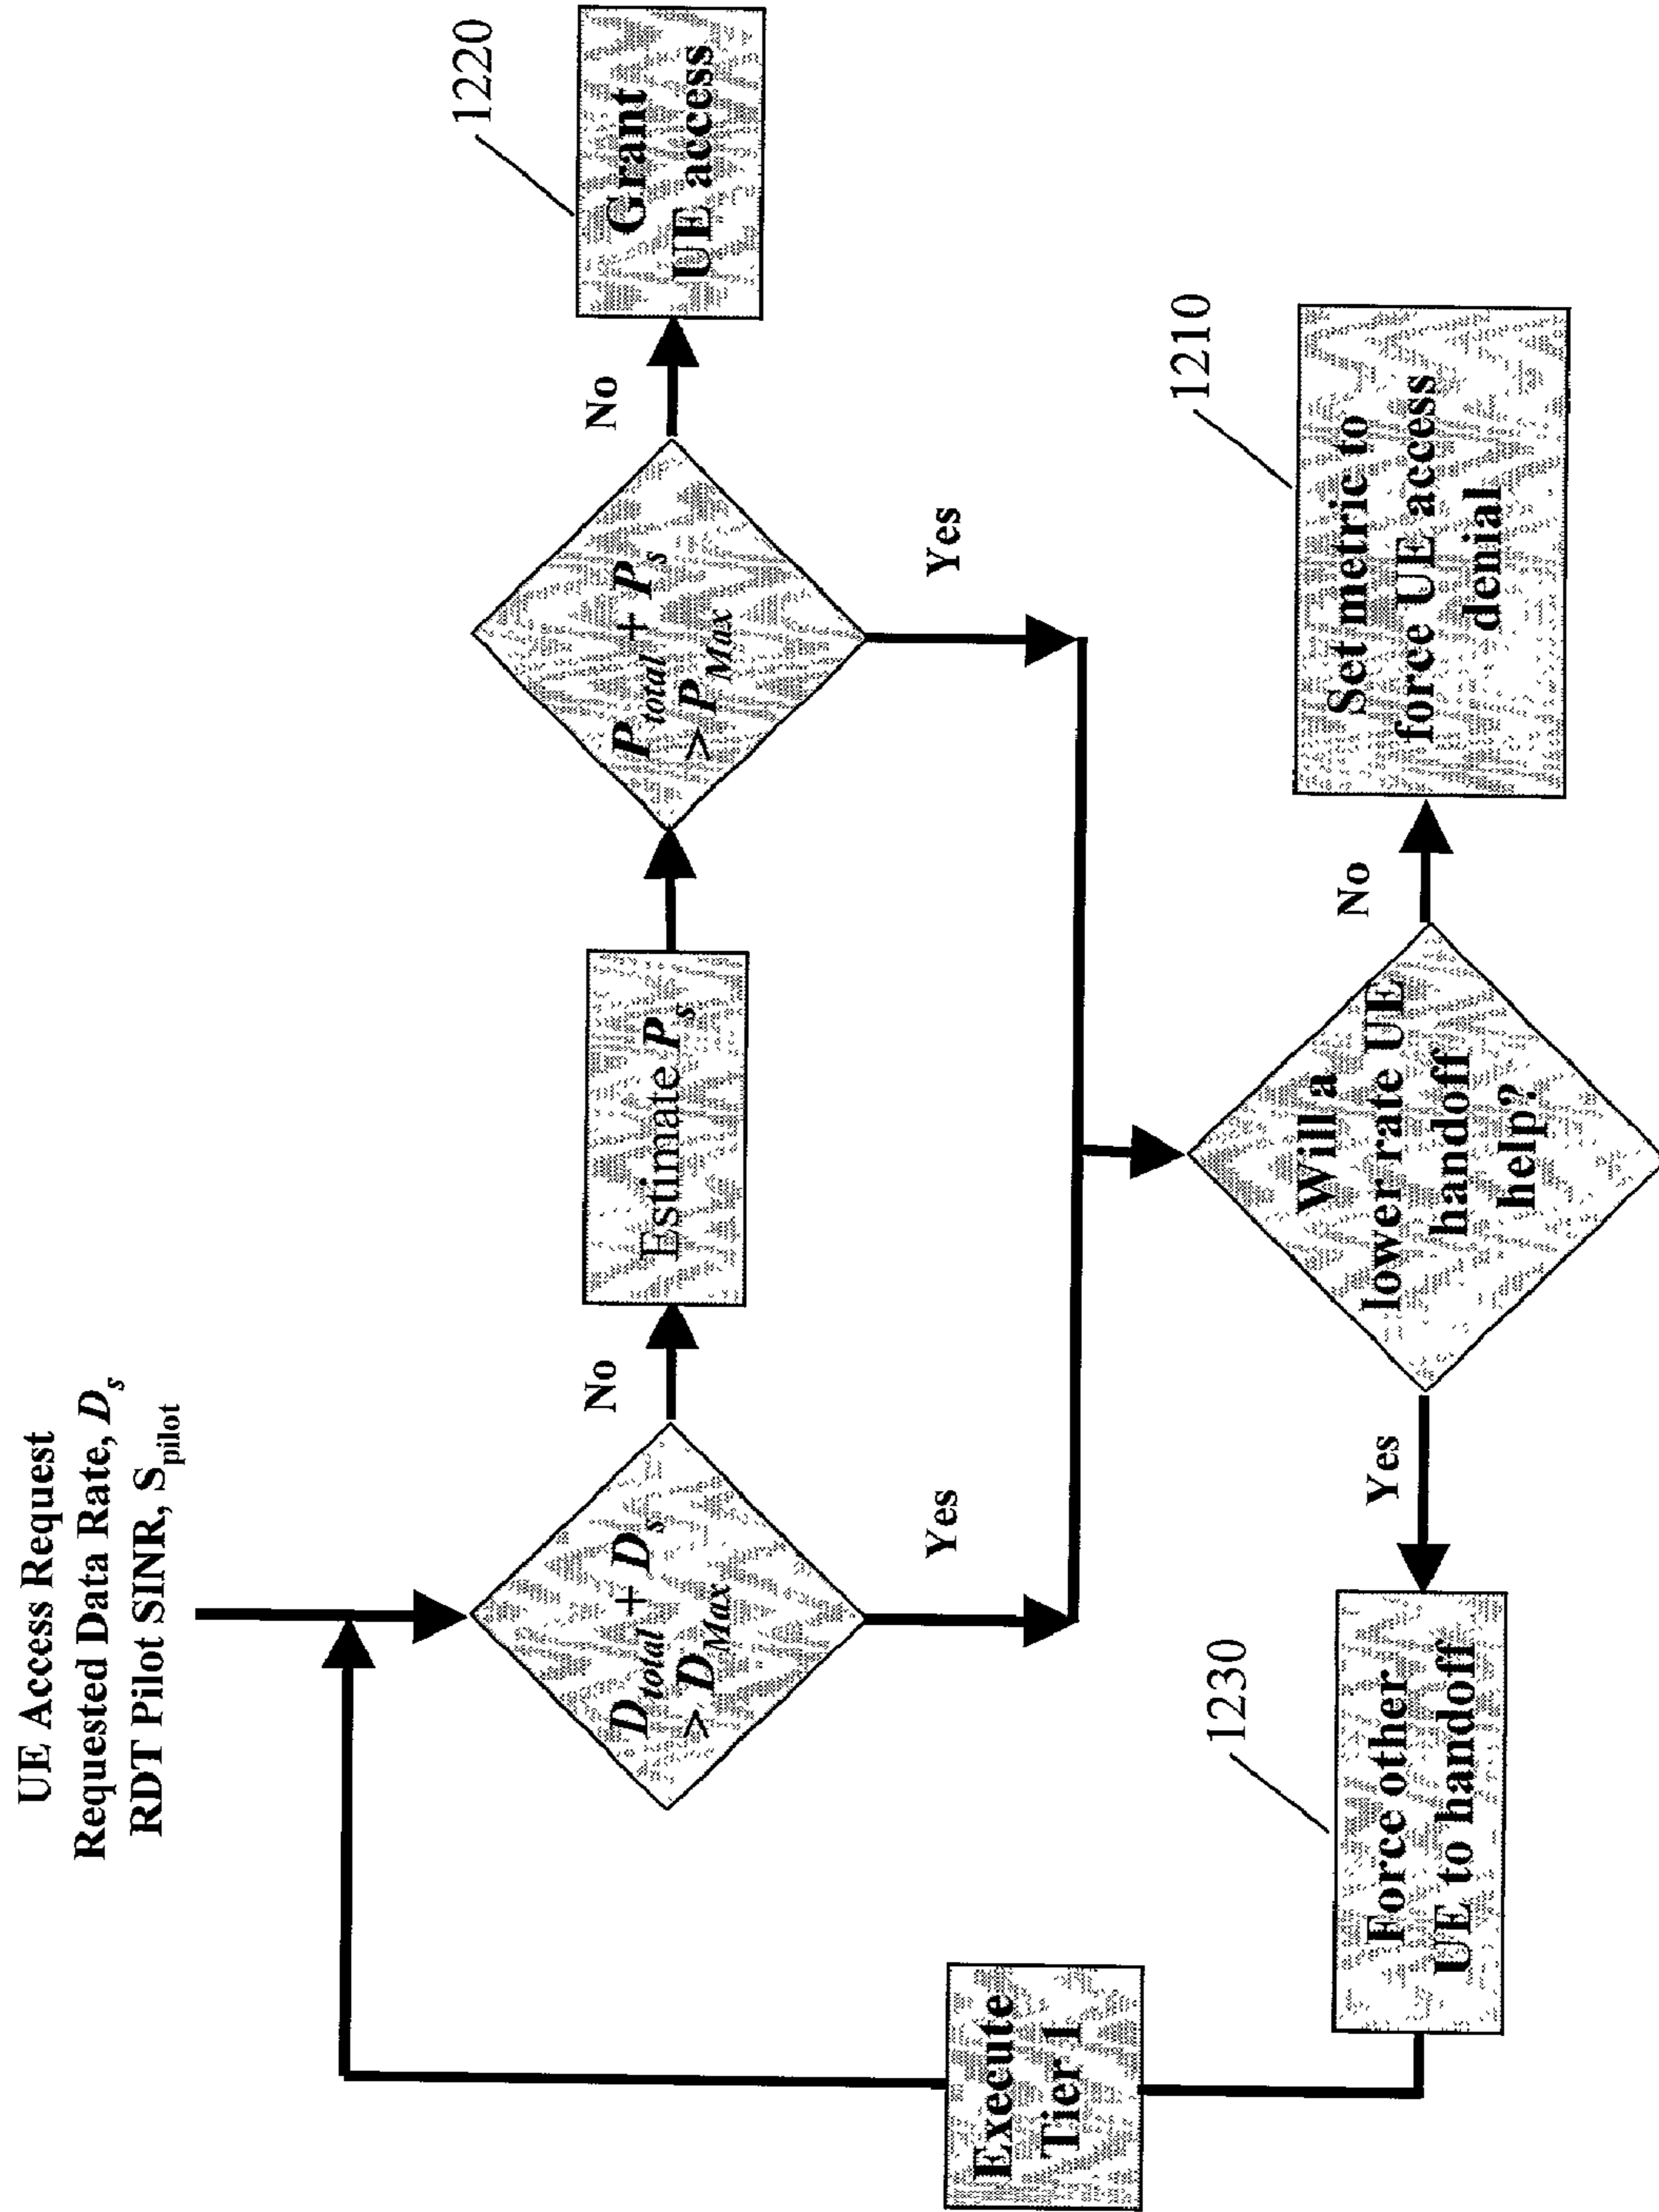 UE Access Request
Requested Data Rate, D_s
RDT Pilot SINR, S_pilot
D_total + D_s
> D_Max
No
Yes
Estimate P_s
P_total + P_s
> P_Max
No
Yes
Grant
UE access
1220
Will a
lower rate UE
handoff
help?
No
Yes
Set metric to
force UE access
denial
1210
Force other
UE to handoff
1230
Execute
Tier 1